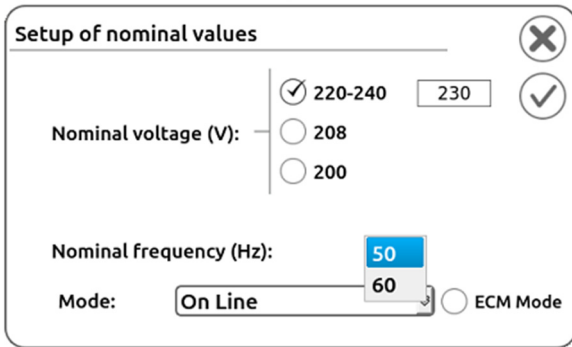 Setup of nominal values
220-240 230
Nominal voltage (V): 208
200
Nominal frequency (Hz): 50
60
Mode: On Line ECM Mode